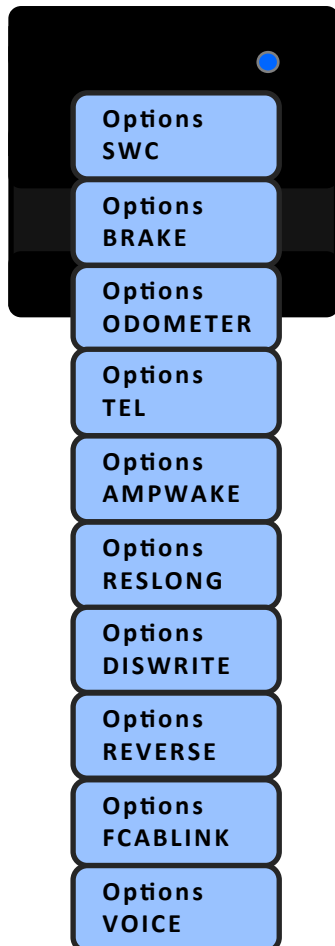 Options
SWC
Options
BRAKE
Options
ODOMETER
Options
TEL
Options
AMPWAKE
Options
RESLONG
Options
DISWRITE
Options
REVERSE
Options
FCABLINK
Options
VOICE